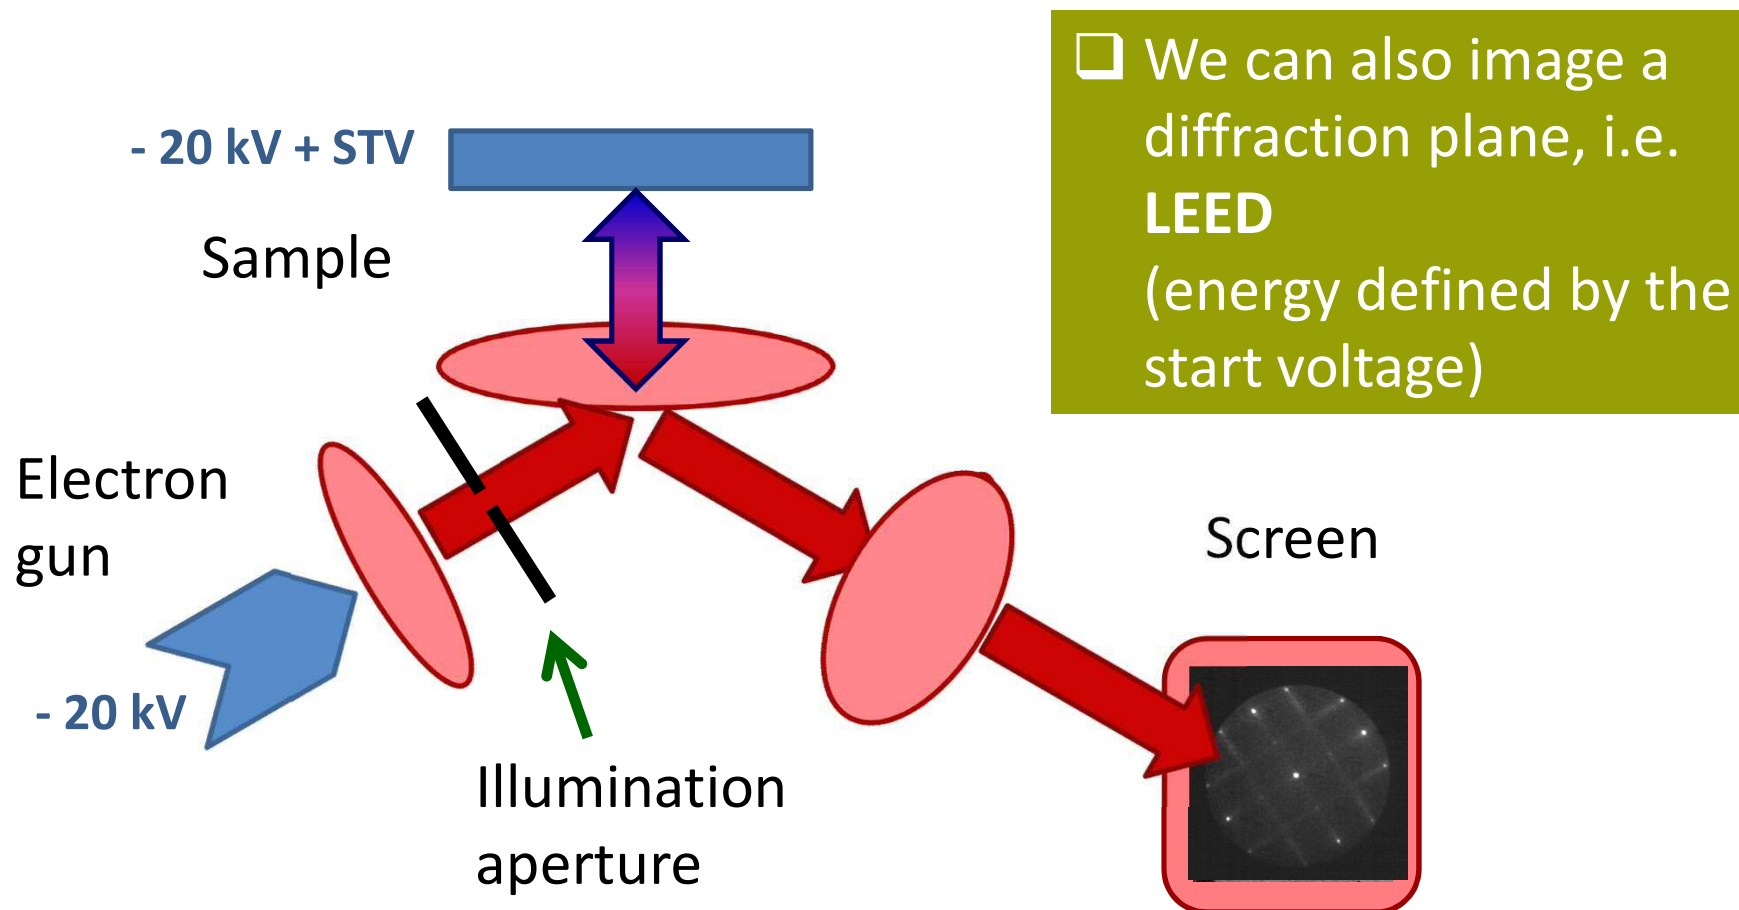 - 20 kV + STV
Sample
Electron
gun
- 20 kV
Illumination
aperture
Screen
❑ We can also image a
diffraction plane, i.e.
LEED
(energy defined by the
start voltage)